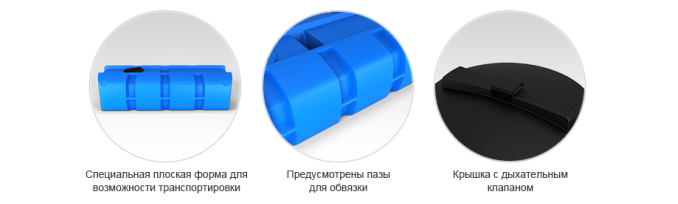 Специальная плоская форма для
возможности транспортировки
Предусмотрены пазы
для обвязки
Крышка с дыхательным
клапаном